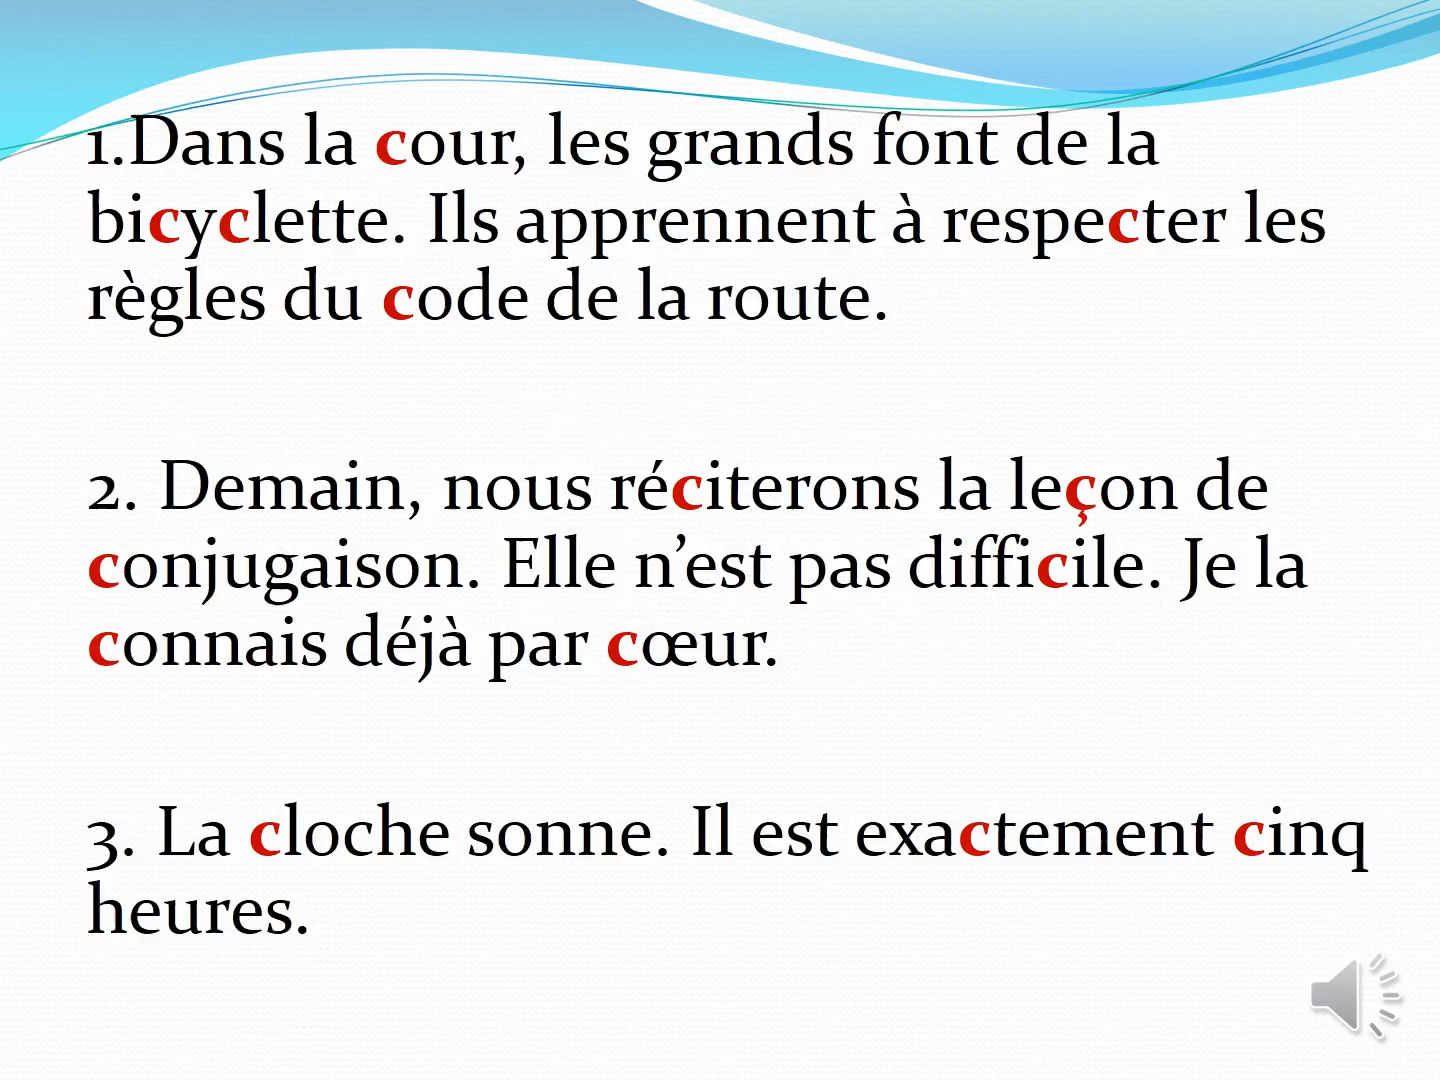 1.Dans la cour, les grands font de la
bicyclette. Ils apprennent à respecter les
règles du code de la route.
2. Demain, nous réciterons la leçon de
conjugaison. Elle n’est pas difficile. Je la
connais déjà par cœur.
3. La cloche sonne. Il est exactement cinq
heures.